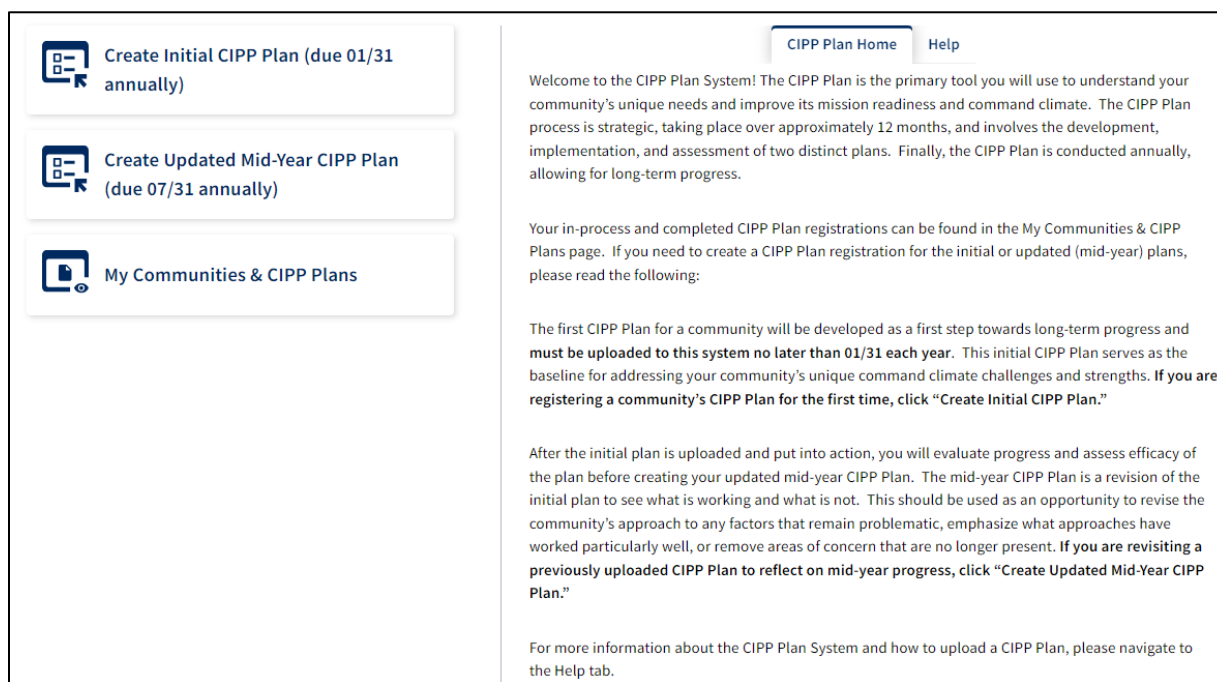 Create Initial CIPP Plan (due 01/31
annually)
Create Updated Mid-Year CIPP Plan
(due 07/31 annually)
My Communities & CIPP Plans
CIPP Plan Home
Help
Welcome to the CIPP Plan System! The CIPP Plan is the primary tool you will use to understand your
community’s unique needs and improve its mission readiness and command climate. The CIPP Plan
process is strategic, taking place over approximately 12 months, and involves the development,
implementation, and assessment of two distinct plans. Finally, the CIPP Plan is conducted annually,
allowing for long-term progress.
Your in-process and completed CIPP Plan registrations can be found in the My Communities & CIPP
Plans page. If you need to create a CIPP Plan registration for the initial or updated (mid-year) plans,
please read the following:
The first CIPP Plan for a community will be developed as a first step towards long-term progress and
must be uploaded to this system no later than 01/31 each year. This initial CIPP Plan serves as the
baseline for addressing your community’s unique command climate challenges and strengths. If you are
registering a community’s CIPP Plan for the first time, click “Create Initial CIPP Plan.”
After the initial plan is uploaded and put into action, you will evaluate progress and assess efficacy of
the plan before creating your updated mid-year CIPP Plan. The mid-year CIPP Plan is a revision of the
initial plan to see what is working and what is not. This should be used as an opportunity to revise the
community’s approach to any factors that remain problematic, emphasize what approaches have
worked particularly well, or remove areas of concern that are no longer present. If you are revisiting a
previously uploaded CIPP Plan to reflect on mid-year progress, click “Create Updated Mid-Year CIPP
Plan.”
For more information about the CIPP Plan System and how to upload a CIPP Plan, please navigate to
the Help tab.